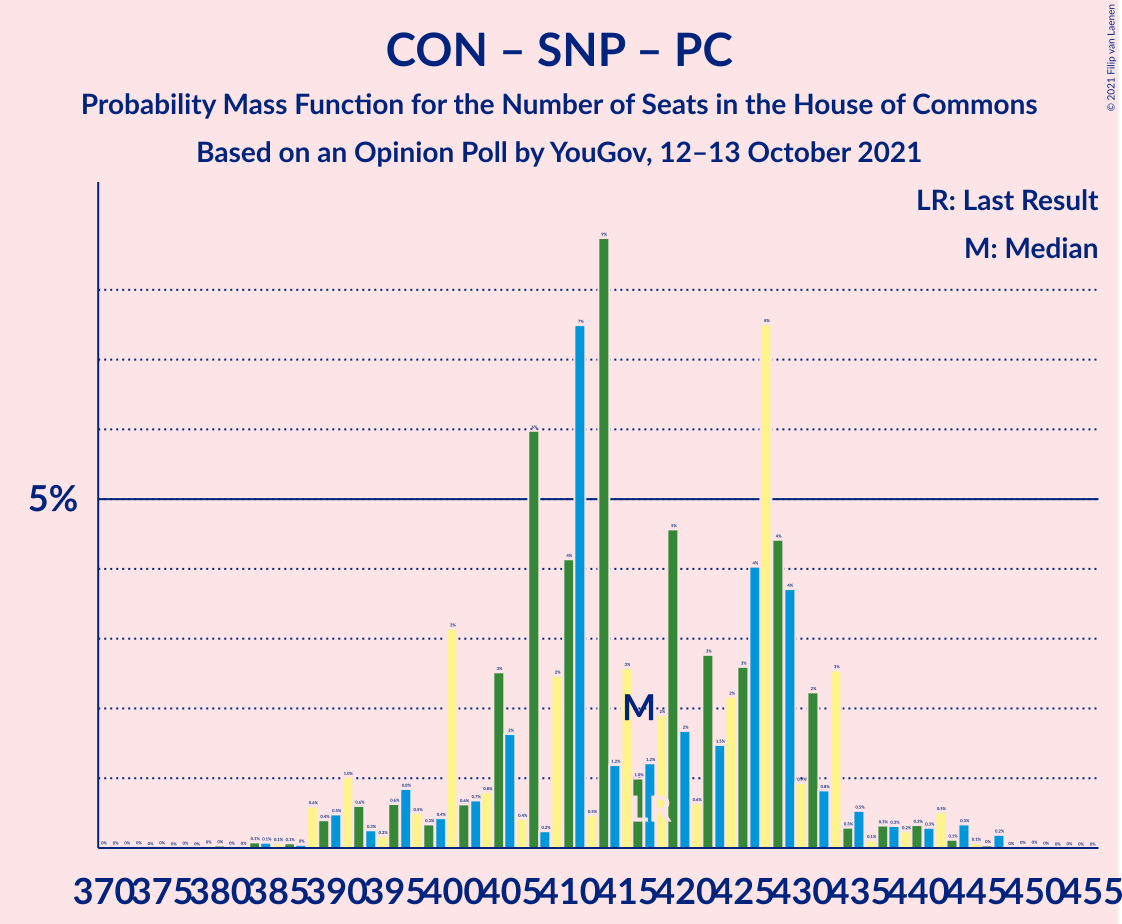 CON – SNP – PC
Probability Mass Function for the Number of Seats in the House of Commons
Based on an Opinion Poll by YouGov, 12–13 October 2021
© 2021 Filip van Laenen
LR: Last Result
M: Median
5%
M
LR
370 375 380 385 390 395 400 405 410 415 420 425 430 435 440 445 450 455